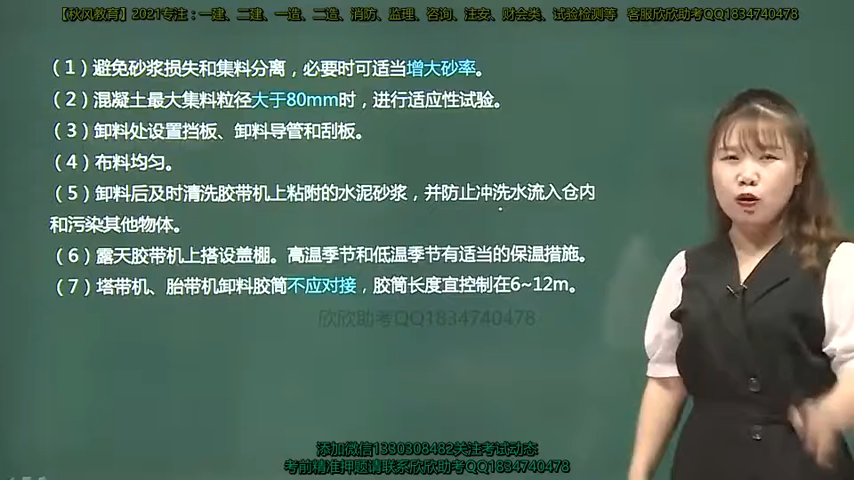 【秋风教育】2021专注：一建、二建、一造、二造、消防、监理、咨询、注安、财会类、试验检测等 客服欣欣助考QQ1834740478
（1）避免砂浆损失和集料分离，必要时可适当增大砂率。
（2）混凝土最大集料粒径大于80mm时，进行适应性试验。
（3）卸料处设置挡板、卸料导管和刮板。
（4）布料均匀。
（5）卸料后及时清洗胶带机上粘附的水泥砂浆，并防止冲洗水流入仓内
和污染其他物体。
（6）露天胶带机上搭设盖棚。高温季节和低温季节有适当的保温措施。
（7）塔带机、胎带机卸料胶筒不应对接，胶筒长度宜控制在6~12m。
欣欣助考QQ1834740478
添加微信1330308482关注考试动态
考前精准押题请联系欣欣助考QQ1834740478